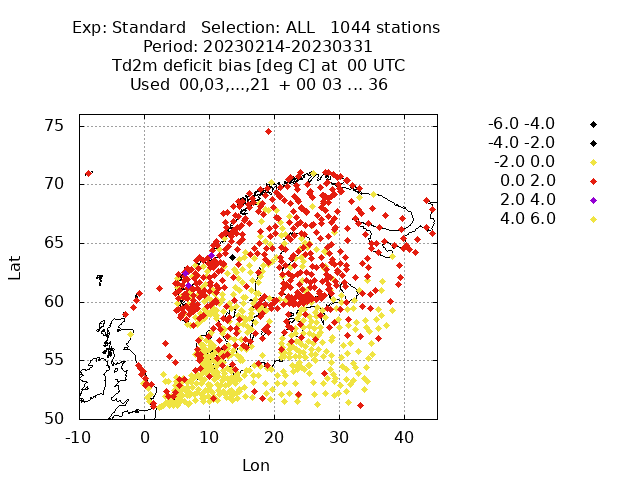 Exp: Standard   Selection: ALL   1044 stations
Period: 20230214-20230331
Td2m deficit bias [deg C] at  00 UTC
Used  00,03,...,21  + 00 03 ... 36
75
70
65
60
55
50
-10 0 10 20 30 40
Lat
Lon
-6.0 -4.0
-4.0 -2.0
-2.0 0.0
0.0 2.0
2.0 4.0
4.0 6.0